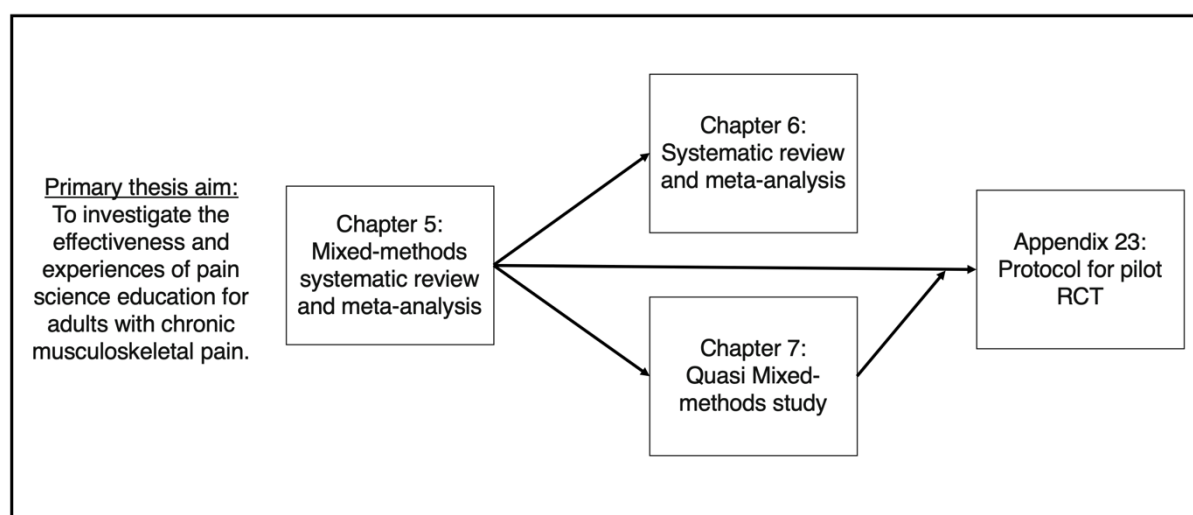 Primary thesis aim:
To investigate the
effectiveness and
experiences of pain
science education for
adults with chronic
musculoskeletal pain.
Chapter 5:
Mixed-methods
systematic review
and meta-analysis
Chapter 6:
Systematic review
and meta-analysis
Chapter 7:
Quasi Mixed-
methods study
Appendix 23:
Protocol for pilot
RCT